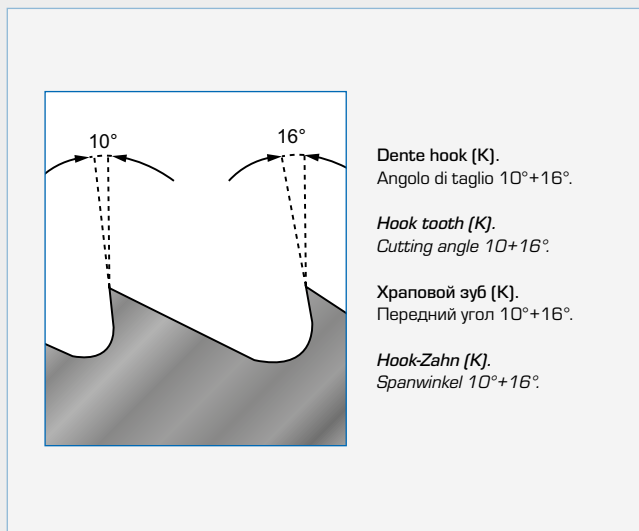 10°
16°
Dente hook (K).
Angolo di taglio 10°+16°.
Hook tooth (K).
Cutting angle 10+16°.
Храповой зуб (K).
Передний угол 10°+16°.
Hook-Zahn (K).
Spanwinkel 10°+16°.